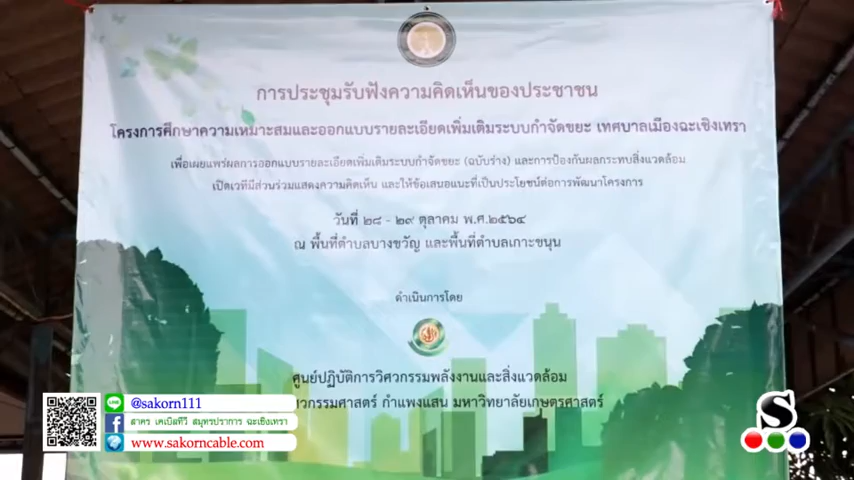 การประชุมรับฟังความคิดเห็นของประชาชน
โครงการศึกษาความเหมาะสมและออกแบบรายละเอียดเพิ่มเติมระบบกำจัดขยะ เทศบาลเมืองฉะเชิงเทรา
เพื่อเผยแพร่ผลการออกแบบรายละเอียดเพิ่มเติมระบบกำจัดขยะ (ฉบับร่าง) และการป้องกันผลกระทบสิ่งแวดล้อม
เปิดเวทีมีส่วนร่วมแสดงความคิดเห็น และให้ข้อเสนอแนะที่เป็นประโยชน์ต่อการพัฒนาโครงการ
วันที่ ๒๘ - ๒๙ ตุลาคม พ.ศ.๒๕๖๔
ณ พื้นที่ตำบลบางขวัญ และพื้นที่ตำบลเกาะขนุน
ดำเนินการโดย
ศูนย์ปฏิบัติการวิศวกรรมพลังงานและสิ่งแวดล้อม
วกรรมศาสตร์ กำแพงแสน มหาวิทยาลัยเกษตรศาสตร์
@sakorn111
สาคร เคเบิลทีวี สมุทรปราการ ฉะเชิงเทรา
www.sakorncable.com
S